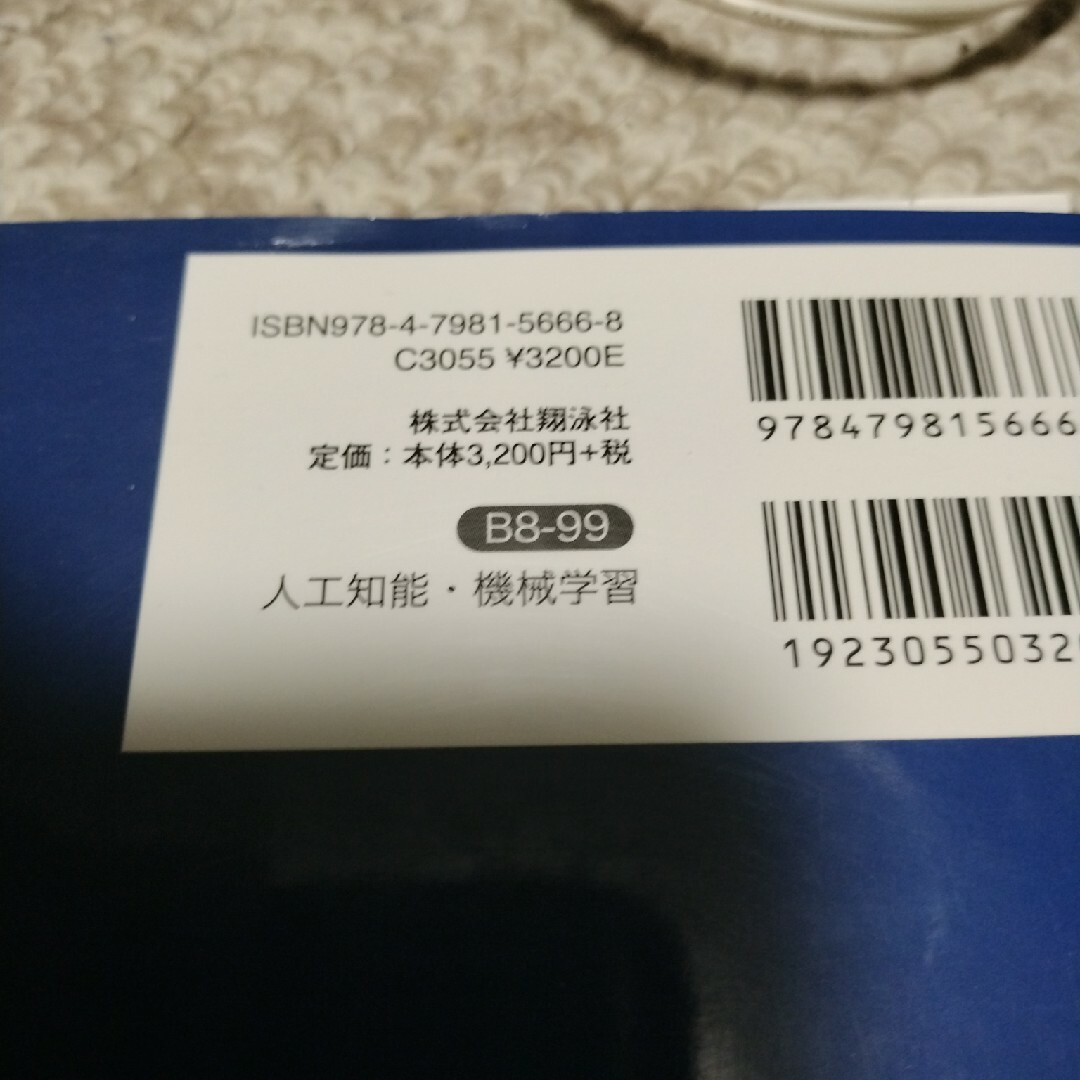 ISBN978-4-7981-5666-8
C3055 ¥3200E
株式会社翔泳社
定価:本体3,200円+税
B8-99
人工知能・機械学習
978479815666
1923055032